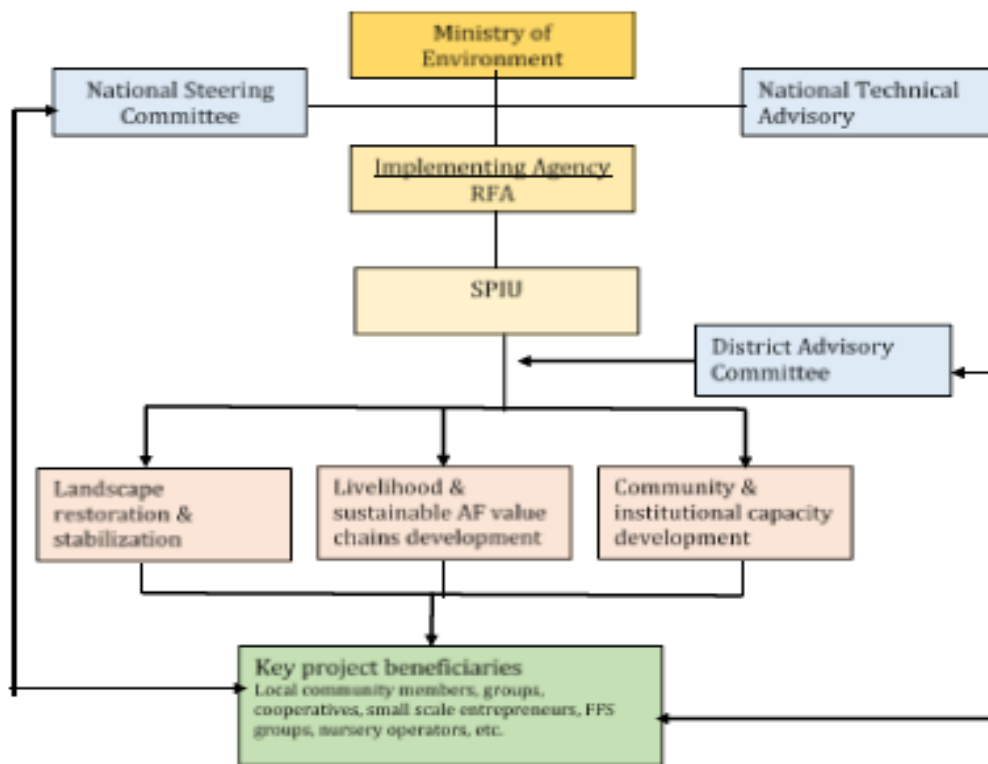 Ministry of
Environment
National Steering
Committee
National Technical
Advisory
Implementing Agency
RFA
SPIU
District Advisory
Committee
Landscape
restoration &
stabilization
Livelihood &
sustainable AF value
chains development
Community &
institutional capacity
development
Key project beneficiaries
Local community members, groups,
cooperatives, small scale entrepreneurs, FFS
groups, nursery operators, etc.